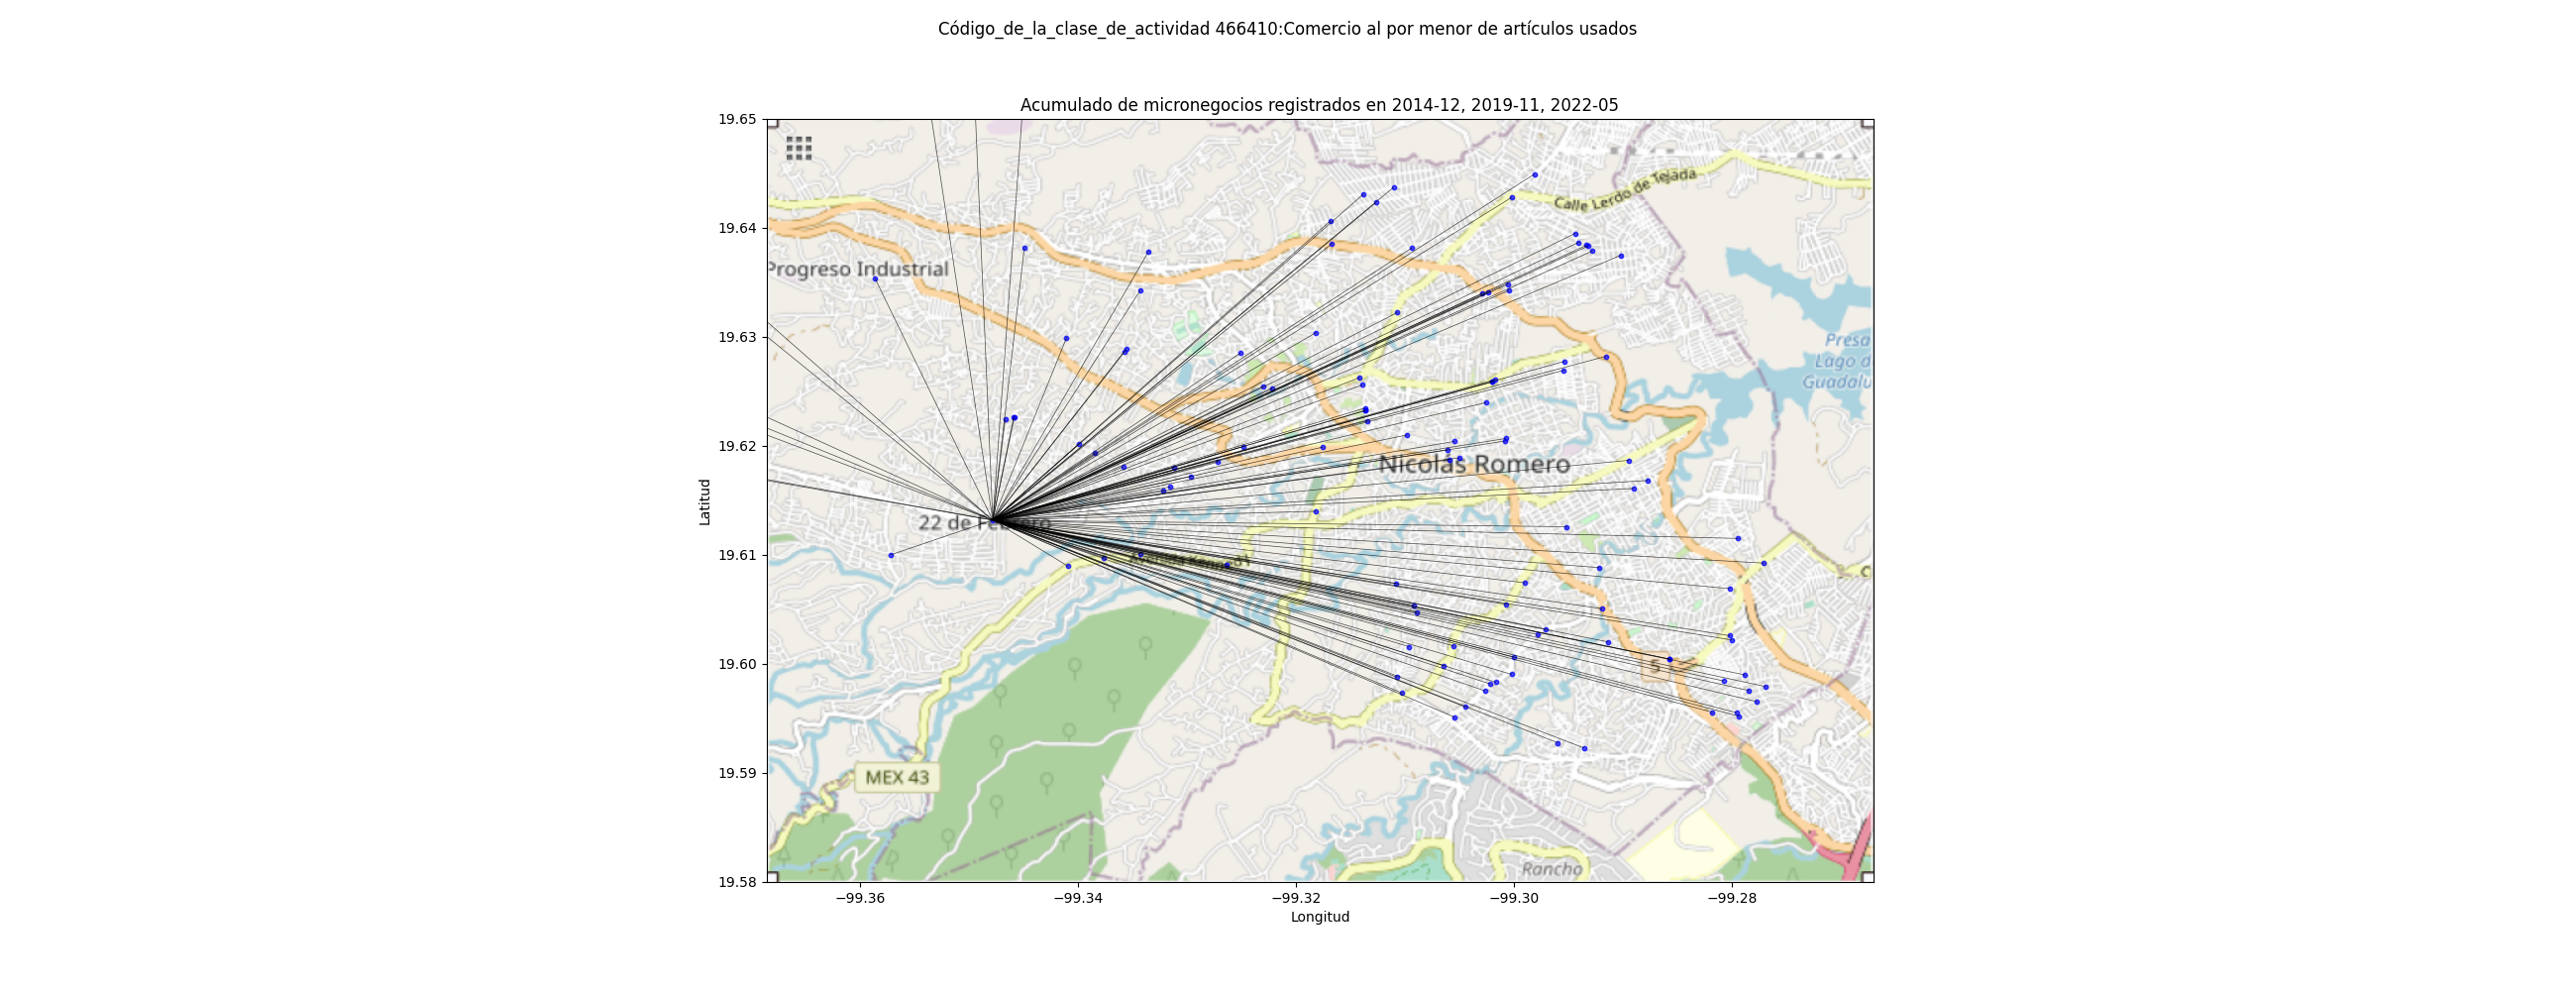 Código_de_la_clase_de_actividad 466410:Comercio al por menor de artículos usados
Acumulado de micronegocios registrados en 2014-12, 2019-11, 2022-05
19.65
19.64
19.63
19.62
19.61
19.60
19.59
19.58
Latitud
Calle Lerdo de Tejada
Progreso Industrial
Presa
Lago d
Guadalu
Nicolás Romero
22 de Febrero
5
MEX 43
Rancho
−99.36
−99.34
−99.32
−99.30
−99.28
Longitud